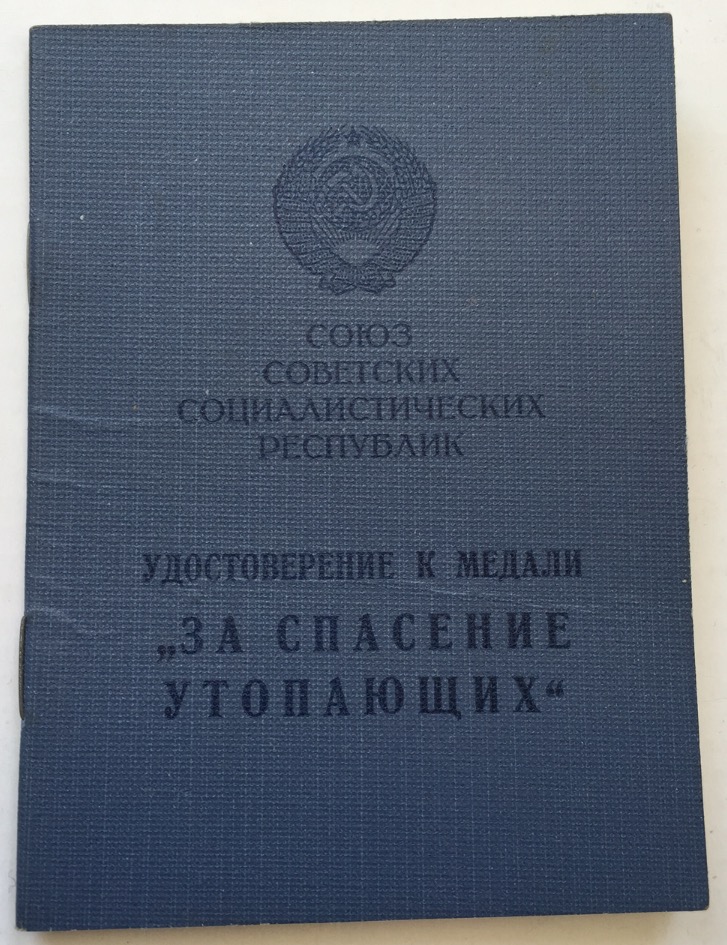 СОЮЗ
СОВЕТСКИХ
СОЦИАЛИСТИЧЕСКИХ
РЕСПУБЛИК
УДОСТОВЕРЕНИЕ К МЕДАЛИ
„ЗА СПАСЕНИЕ
УТОПАЮЩИХ“